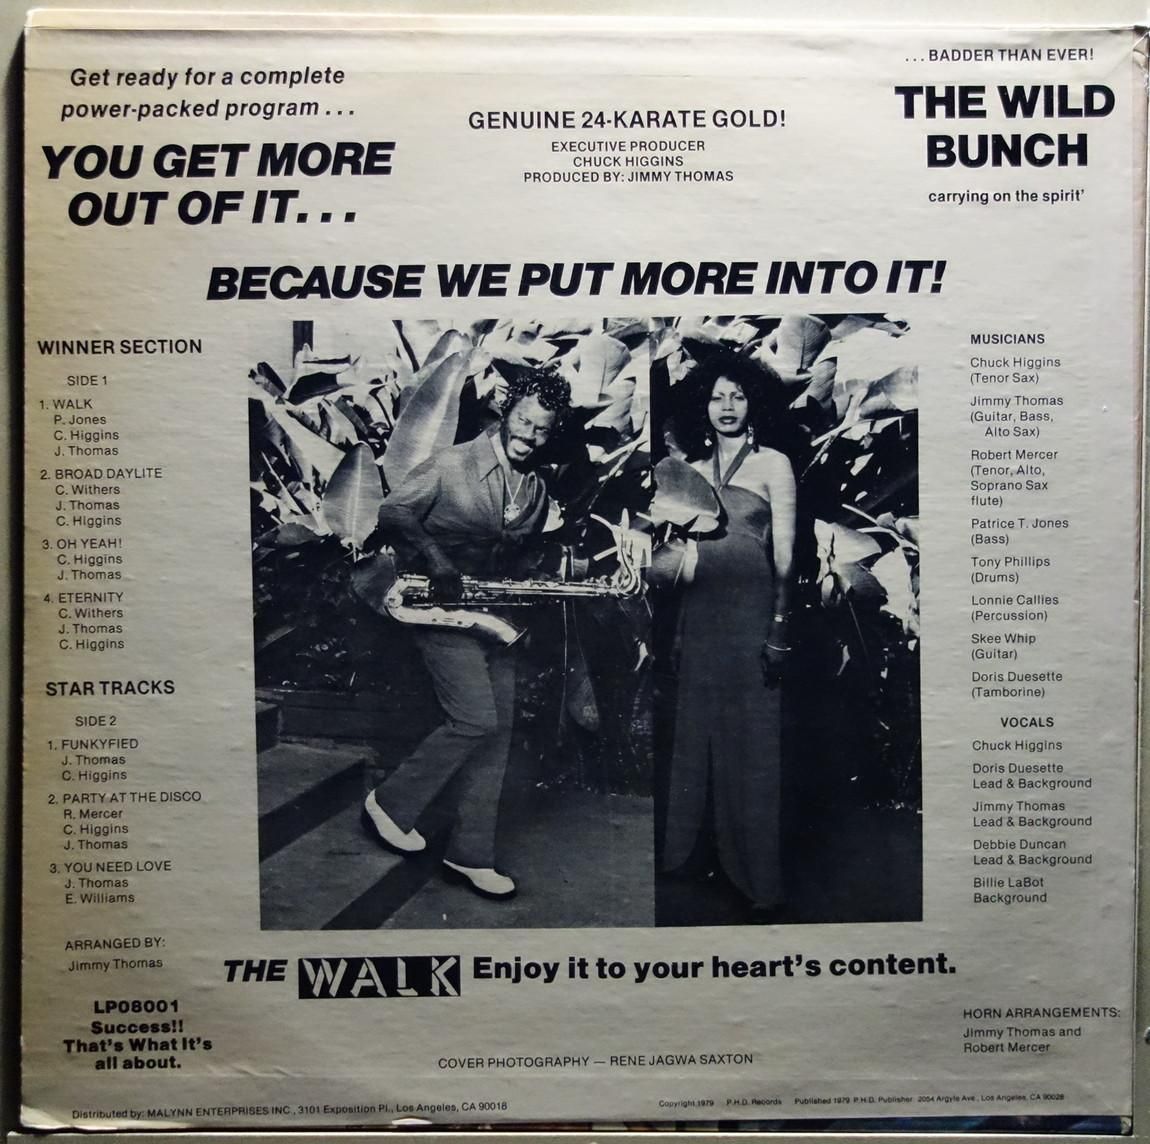 Get ready for a complete
power-packed program . . .
YOU GET MORE
OUT OF IT. . .
GENUINE 24-KARATE GOLD!
EXECUTIVE PRODUCER
CHUCK HIGGINS
PRODUCED BY: JIMMY THOMAS
. . . BADDER THAN EVER!
THE WILD
BUNCH
carrying on the spirit'
BECAUSE WE PUT MORE INTO IT!
WINNER SECTION
SIDE 1
1. WALK
P. Jones
C. Higgins
J. Thomas
2. BROAD DAYLITE
C. Withers
J. Thomas
C. Higgins
3. OH YEAH!
C. Higgins
J. Thomas
4. ETERNITY
C. Withers
J. Thomas
C. Higgins
STAR TRACKS
SIDE 2
1. FUNKYFIED
J. Thomas
C. Higgins
2. PARTY AT THE DISCO
R. Mercer
C. Higgins
J. Thomas
3. YOU NEED LOVE
J. Thomas
E. Williams
ARRANGED BY:
Jimmy Thomas
LP08001
Success!!
That's What It's
all about.
MUSICIANS
Chuck Higgins
(Tenor Sax)
Jimmy Thomas
(Guitar, Bass,
Alto Sax)
Robert Mercer
(Tenor, Alto,
Soprano Sax
flute)
Patrice T. Jones
(Bass)
Tony Phillips
(Drums)
Lonnie Callies
(Percussion)
Skee Whip
(Guitar)
Doris Duesette
(Tamborine)
VOCALS
Chuck Higgins
Doris Duesette
Lead & Background
Jimmy Thomas
Lead & Background
Debbie Duncan
Lead & Background
Billie LaBot
Background
THE WALK Enjoy it to your heart's content.
HORN ARRANGEMENTS:
Jimmy Thomas and
Robert Mercer
COVER PHOTOGRAPHY — RENE JAGWA SAXTON
Distributed by: MALYNN ENTERPRISES INC., 3101 Exposition Pl., Los Angeles, CA 90018
Copyright 1979 P.H.D. Records Published 1979 P.H.D. Publisher 2054 Argyle Ave., Los Angeles, CA 90028